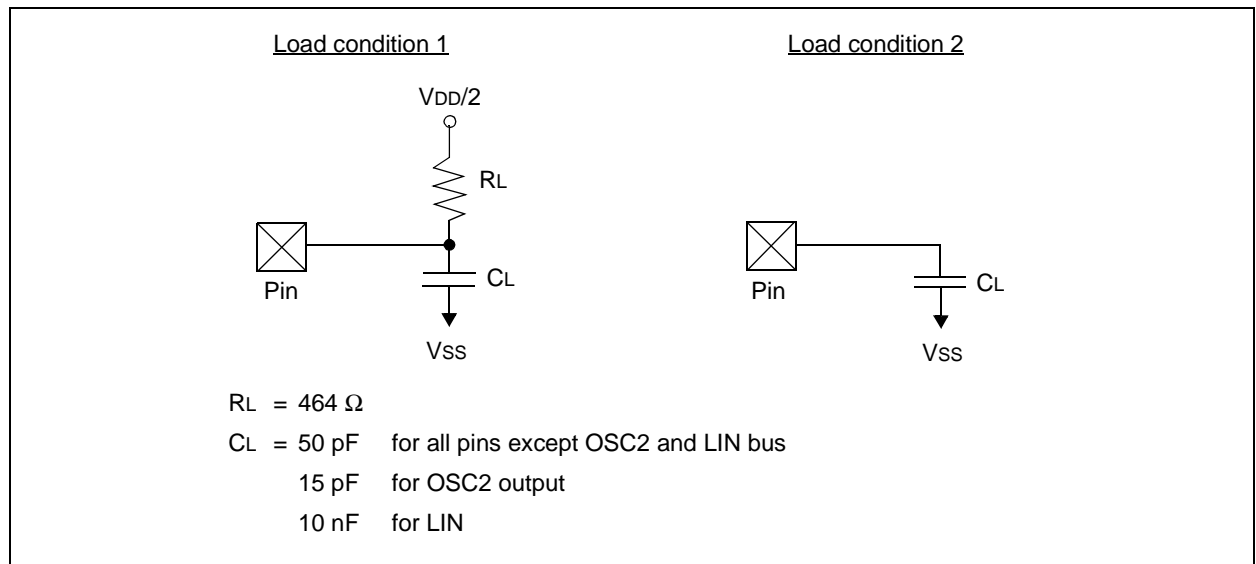 Load condition 1
Load condition 2
VDD/2
RL
CL
Pin
VSS
CL
Pin
VSS
RL = 464 Ω
CL = 50 pF for all pins except OSC2 and LIN bus
15 pF for OSC2 output
10 nF for LIN